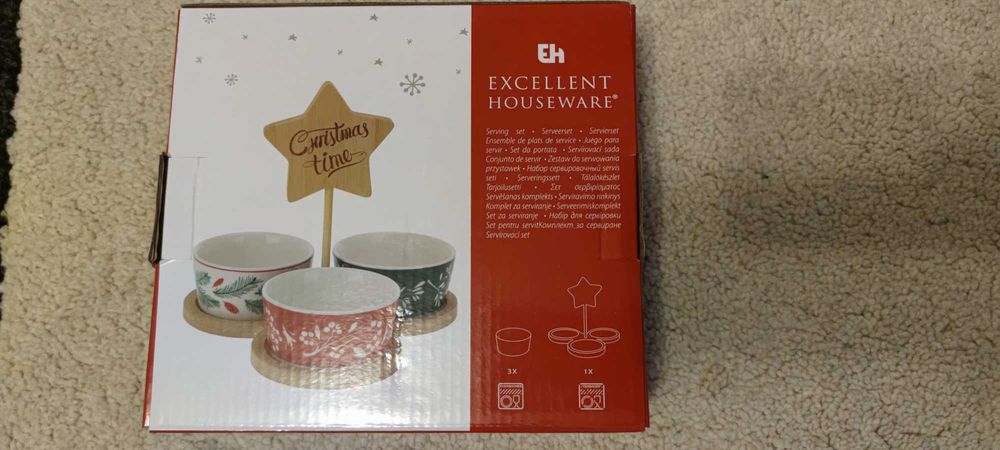 Christmas
time
Eh
EXCELLENT
HOUSEWARE®
Serving set • Serveerset • Servierset
Ensemble de plats de service • Juego para
servir • Set da portata • Servírovací sada
Conjunto de servir • Zestaw do serwowania
przystawek • Набор сервировочный servis
seti • Serveringssett • Tálalókészlet
Tarjoilusetti • Σετ σερβιρίσματος
Servēšanas komplekts • Serviravimo rinkinys
Komplet za serviranje • Serveerimiskomplekt
Set za serviranje • Набір для сервіровки
Set pentru servitКомплект за сервиране
Servírovací set
3X
1X